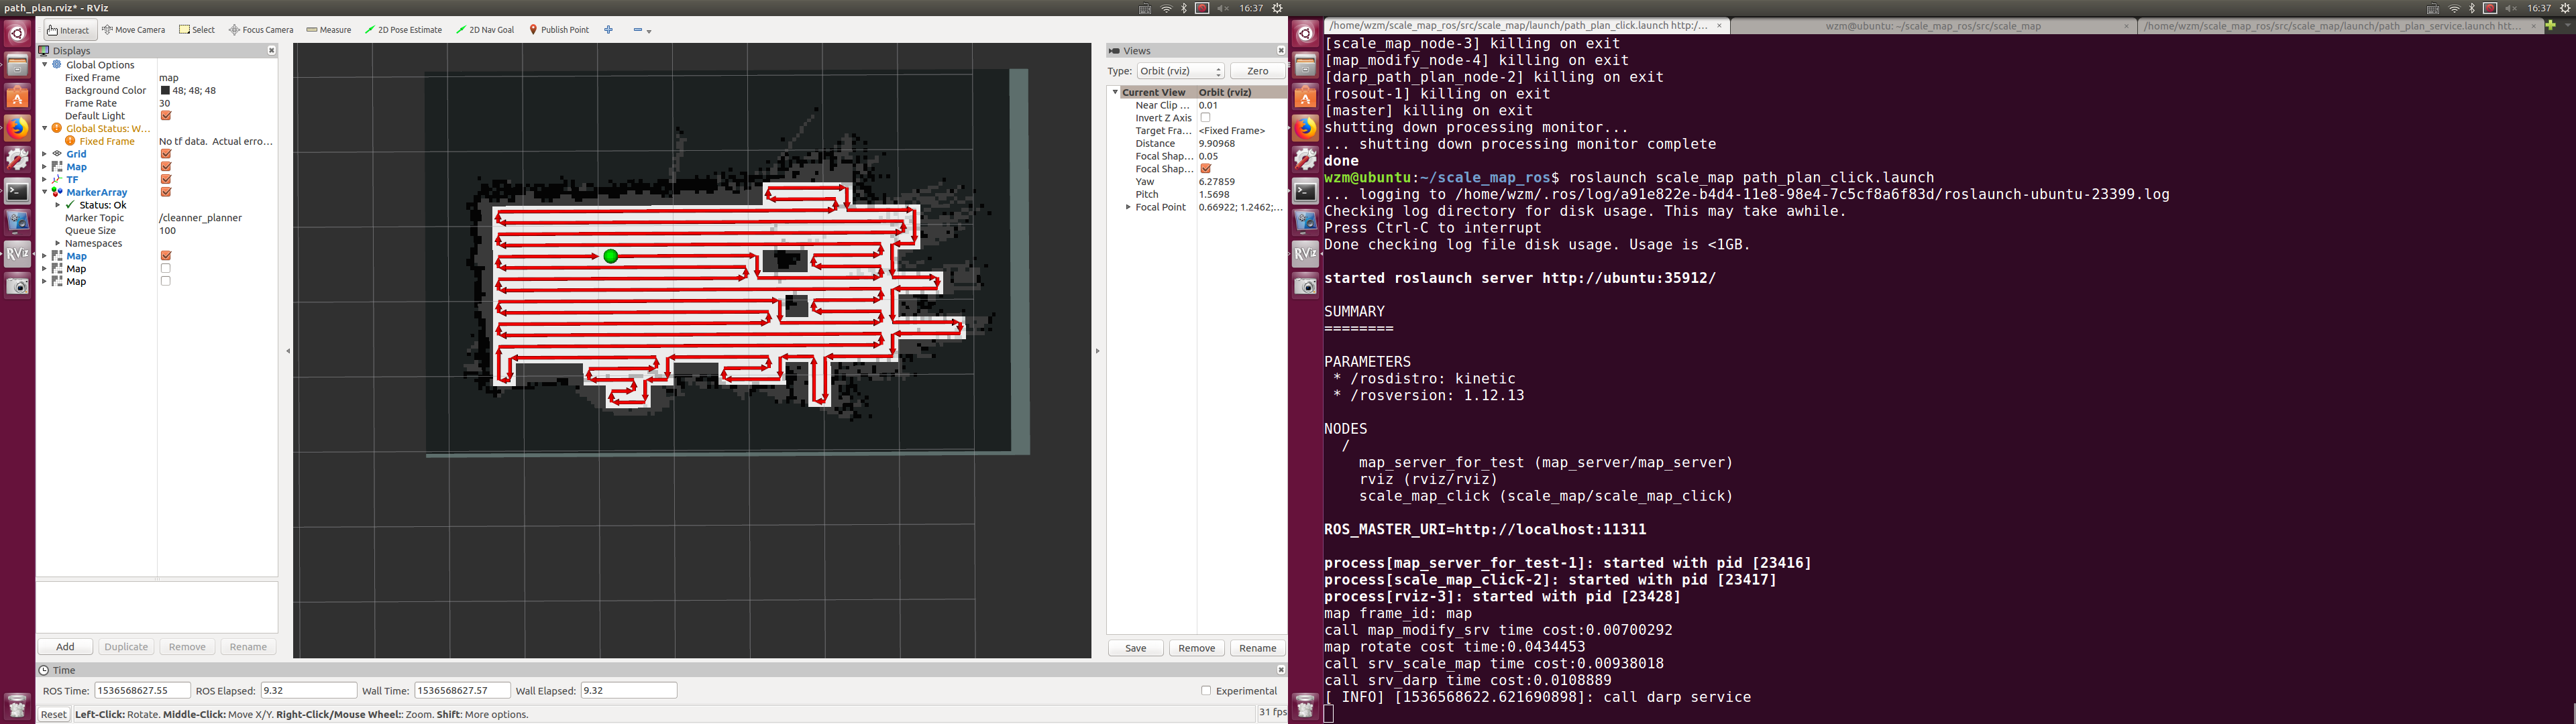 path_plan.rviz* - RViz
16:37
Interact Move Camera Select Focus Camera Measure 2D Pose Estimate 2D Nav Goal Publish Point
Displays
Global Options
Fixed Frame map
Background Color 48; 48; 48
Frame Rate 30
Default Light
Global Status: W...
Fixed Frame No tf data. Actual erro...
Grid
Map
TF
MarkerArray
Status: Ok
Marker Topic /cleanner_planner
Queue Size 100
Namespaces
Map
Map
Map
Add Duplicate Remove Rename
Views
Type: Orbit (rviz) Zero
Current View Orbit (rviz)
Near Clip ... 0.01
Invert Z Axis
Target Fra... <Fixed Frame>
Distance 9.90968
Focal Shap... 0.05
Focal Shap...
Yaw 6.27859
Pitch 1.5698
Focal Point 0.66922; 1.2462;...
Save Remove Rename
Time
ROS Time: 1536568627.55 ROS Elapsed: 9.32 Wall Time: 1536568627.57 Wall Elapsed: 9.32 Experimental
Reset Left-Click: Rotate. Middle-Click: Move X/Y. Right-Click/Mouse Wheel:: Zoom. Shift: More options. 31 fps
16:37
/home/wzm/scale_map_ros/src/scale_map/launch/path_plan_click.launch http:/...
wzm@ubuntu: ~/scale_map_ros/src/scale_map
/home/wzm/scale_map_ros/src/scale_map/launch/path_plan_service.launch htt...
[scale_map_node-3] killing on exit
[map_modify_node-4] killing on exit
[darp_path_plan_node-2] killing on exit
[rosout-1] killing on exit
[master] killing on exit
shutting down processing monitor...
... shutting down processing monitor complete
done
wzm@ubuntu:~/scale_map_ros$ roslaunch scale_map path_plan_click.launch
... logging to /home/wzm/.ros/log/a91e822e-b4d4-11e8-98e4-7c5cf8a6f83d/roslaunch-ubuntu-23399.log
Checking log directory for disk usage. This may take awhile.
Press Ctrl-C to interrupt
Done checking log file disk usage. Usage is <1GB.
started roslaunch server http://ubuntu:35912/
SUMMARY
========
PARAMETERS
* /rosdistro: kinetic
* /rosversion: 1.12.13
NODES
/
map_server_for_test (map_server/map_server)
rviz (rviz/rviz)
scale_map_click (scale_map/scale_map_click)
ROS_MASTER_URI=http://localhost:11311
process[map_server_for_test-1]: started with pid [23416]
process[scale_map_click-2]: started with pid [23417]
process[rviz-3]: started with pid [23428]
map frame_id: map
call map_modify_srv time cost:0.00700292
map rotate cost time:0.0434453
call srv_scale_map time cost:0.00938018
call srv_darp time cost:0.0108889
[ INFO] [1536568622.621690898]: call darp service